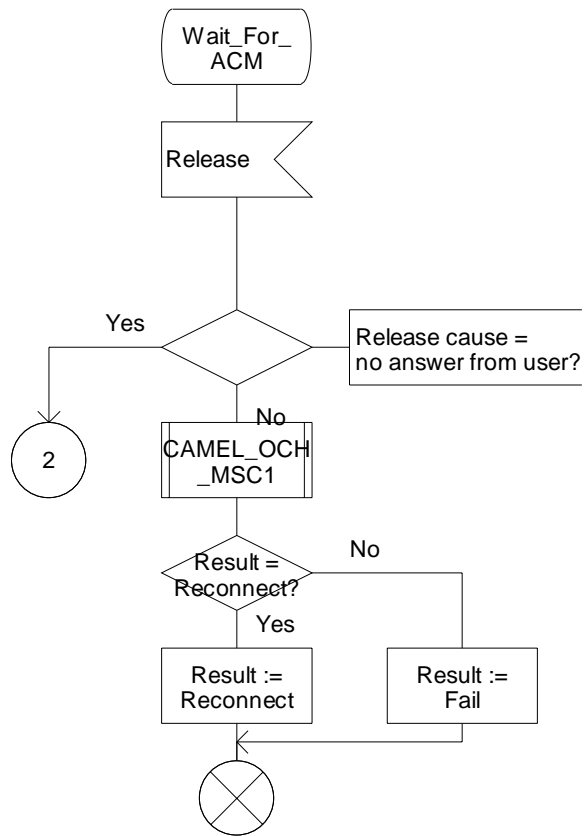 Wait_For_
ACM
Release
Yes
Release cause =
no answer from user?
2
No
CAMEL_OCH
_MSC1
Result =
Reconnect?
No
Yes
Result :=
Reconnect
Result :=
Fail